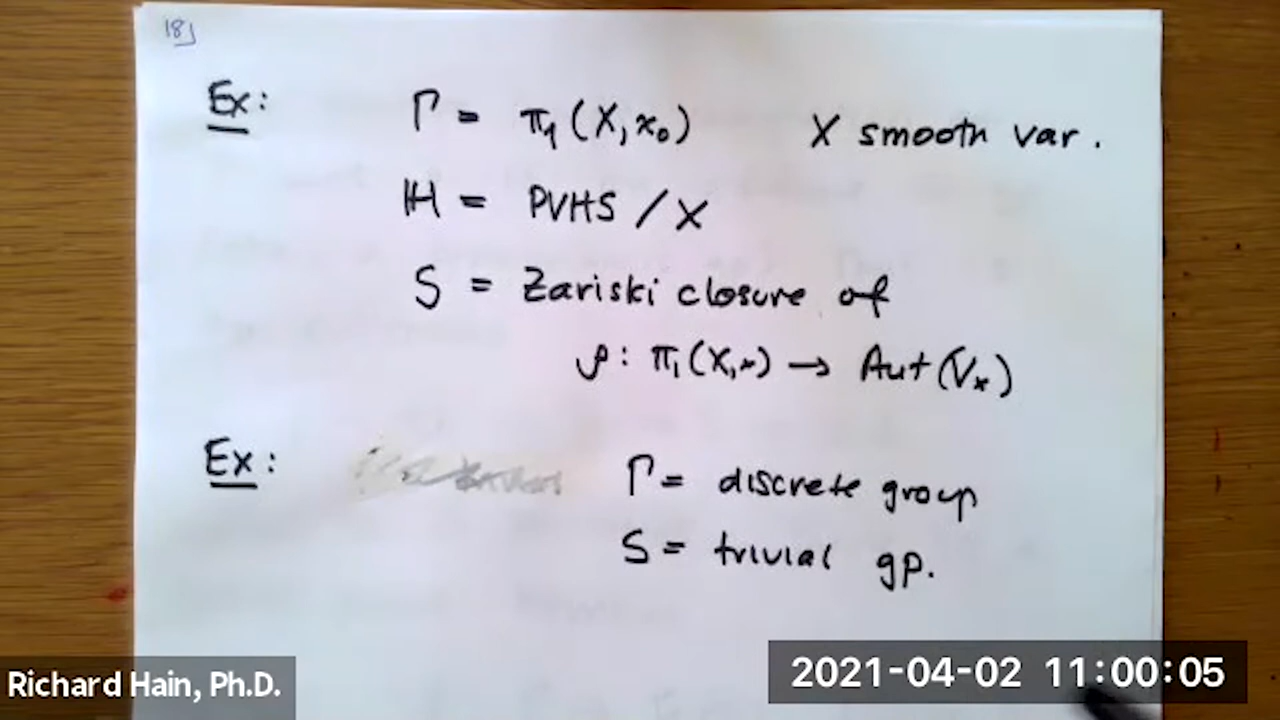 18
Ex: Γ = π₁(X, x₀) X smooth var.
ℍ = PVHS / X
S = Zariski closure of
ρ : π₁(X, x) → Aut(Vₓ)
Ex: Γ = discrete group
S = trivial gp.
Richard Hain, Ph.D.
2021-04-02 11:00:05